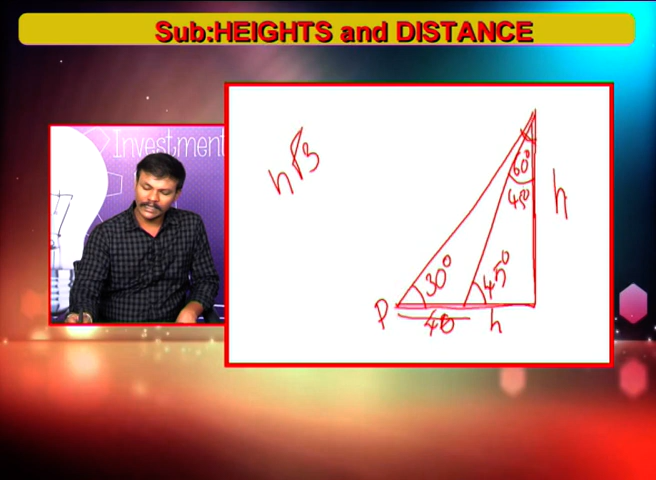 Sub:HEIGHTS and DISTANCE
Investment
h√3
60°
45°
h
30°
45°
P
40
h